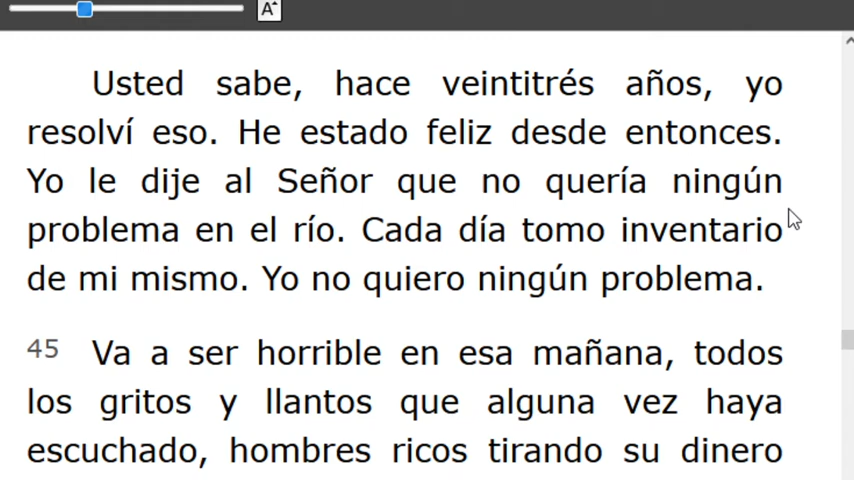 A
Usted sabe, hace veintitrés años, yo
resolví eso. He estado feliz desde entonces.
Yo le dije al Señor que no quería ningún
problema en el río. Cada día tomo inventario
de mi mismo. Yo no quiero ningún problema.
45 Va a ser horrible en esa mañana, todos
los gritos y llantos que alguna vez haya
escuchado, hombres ricos tirando su dinero